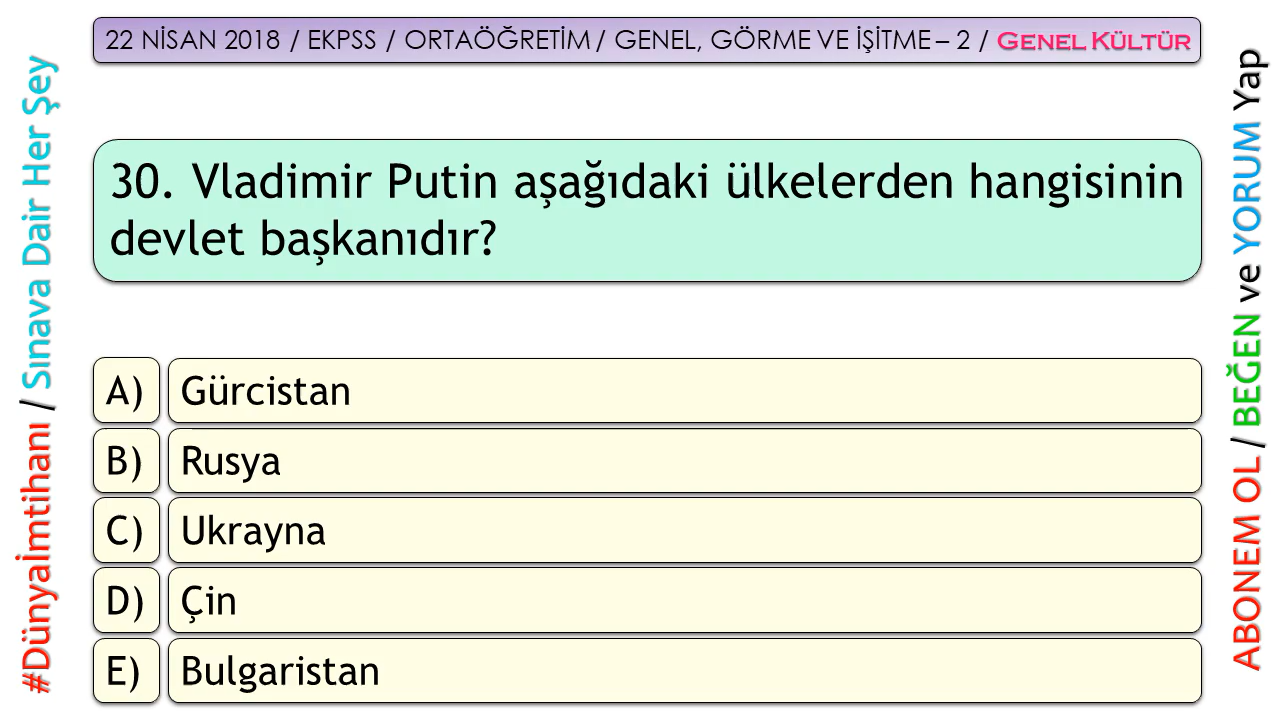 22 NİSAN 2018 / EKPSS / ORTAÖĞRETİM / GENEL, GÖRME VE İŞİTME – 2 / GENEL KÜLTÜR
#Dünyaİmtihanı / Sınava Dair Her Şey
30. Vladimir Putin aşağıdaki ülkelerden hangisinin
devlet başkanıdır?
A) Gürcistan
B) Rusya
C) Ukrayna
D) Çin
E) Bulgaristan
ABONEM OL / BEĞEN ve YORUM Yap